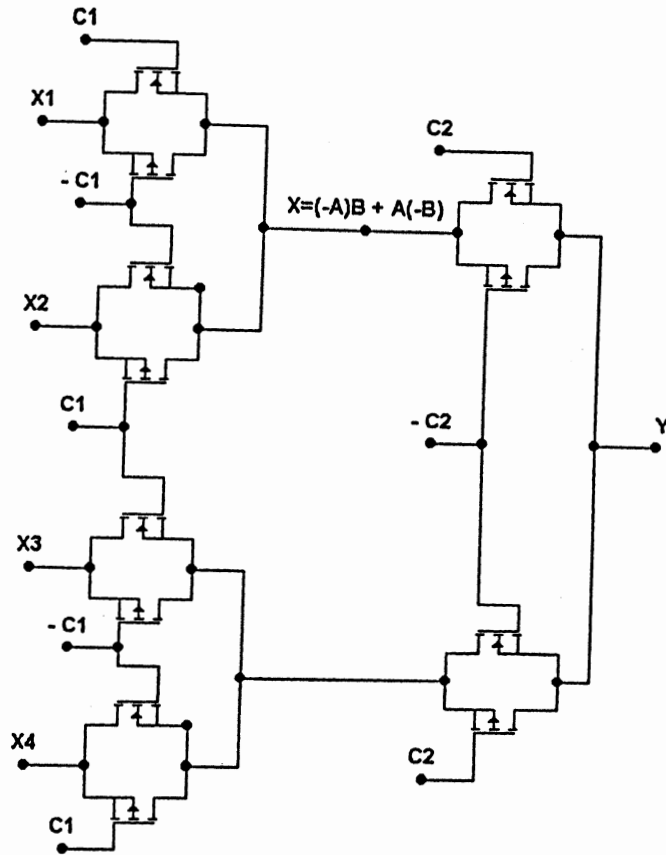 C1
X1
- C1
C2
X=(-A)B + A(-B)
X2
C1
- C2
Y
X3
- C1
X4
C2
C1